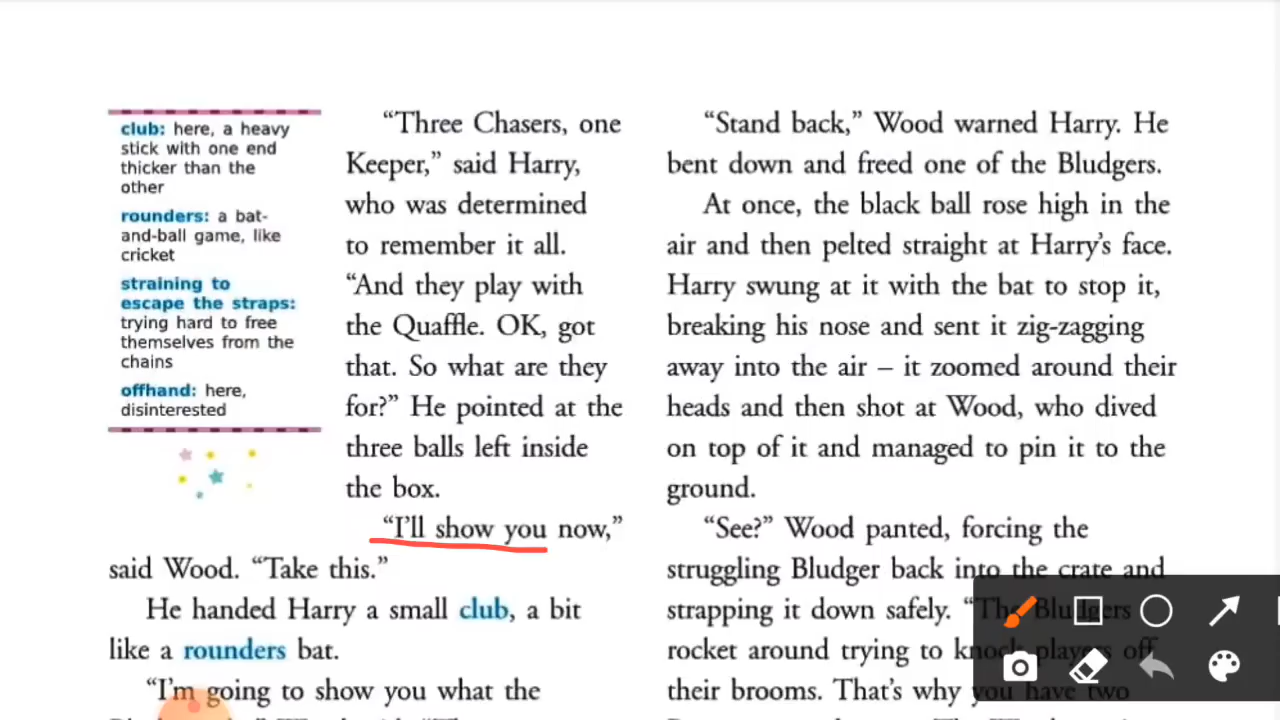 club: here, a heavy
stick with one end
thicker than the
other
rounders: a bat-
and-ball game, like
cricket
straining to
escape the straps:
trying hard to free
themselves from the
chains
offhand: here,
disinterested
“Three Chasers, one
Keeper,” said Harry,
who was determined
to remember it all.
“And they play with
the Quaffle. OK, got
that. So what are they
for?” He pointed at the
three balls left inside
the box.
“I’ll show you now,”
said Wood. “Take this.”
He handed Harry a small club, a bit
like a rounders bat.
“I’m going to show you what the
“Stand back,” Wood warned Harry. He
bent down and freed one of the Bludgers.
At once, the black ball rose high in the
air and then pelted straight at Harry’s face.
Harry swung at it with the bat to stop it,
breaking his nose and sent it zig-zagging
away into the air – it zoomed around their
heads and then shot at Wood, who dived
on top of it and managed to pin it to the
ground.
“See?” Wood panted, forcing the
struggling Bludger back into the crate and
strapping it down safely. “The Bludgers
rocket around trying to knock players off
their brooms. That’s why you have two